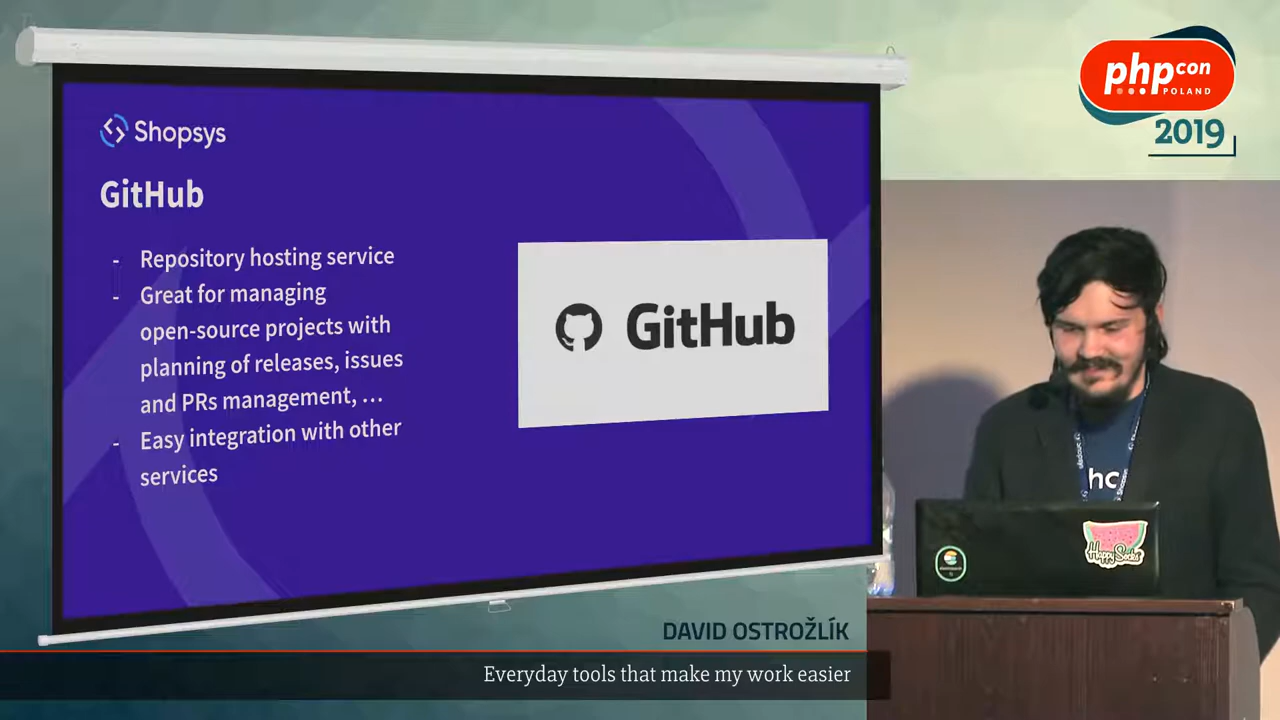 phpcon
POLAND
2019
Shopsys
GitHub
- Repository hosting service
- Great for managing
open-source projects with
planning of releases, issues
and PRs management, ...
- Easy integration with other
services
GitHub
hc
Happy Socks
DAVID OSTROŽLÍK
Everyday tools that make my work easier